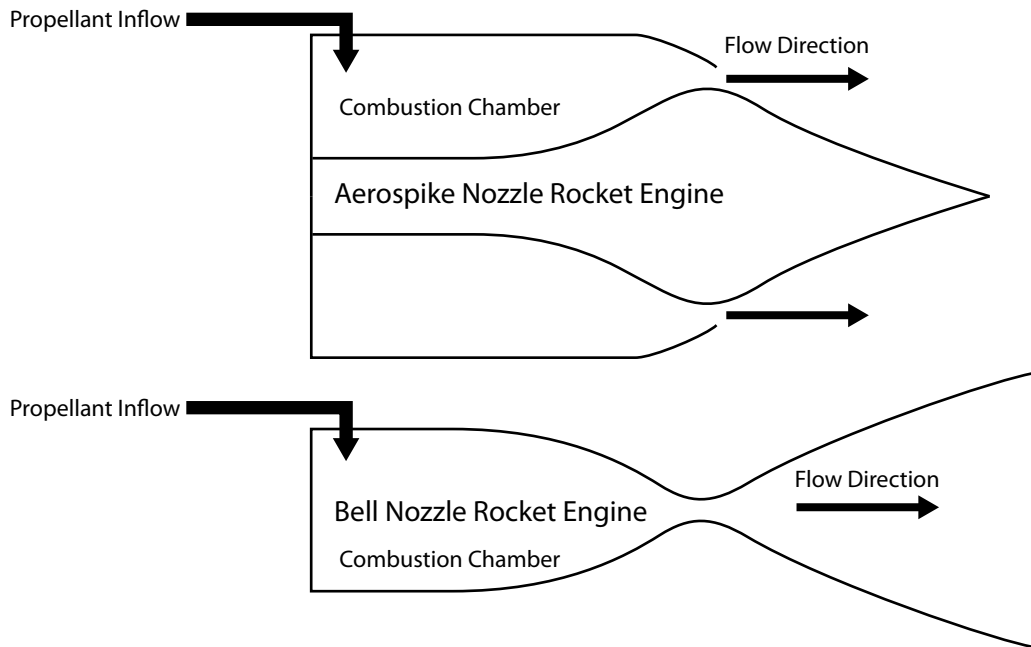 Propellant Inflow
Flow Direction
Combustion Chamber
Aerospike Nozzle Rocket Engine
Propellant Inflow
Flow Direction
Bell Nozzle Rocket Engine
Combustion Chamber